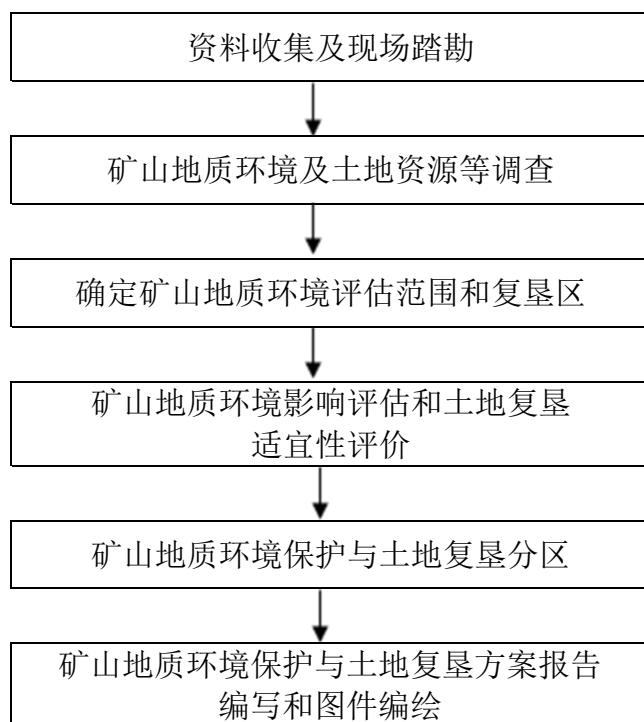 资料收集及现场踏勘
矿山地质环境及土地资源等调查
确定矿山地质环境评估范围和复垦区
矿山地质环境影响评估和土地复垦
适宜性评价
矿山地质环境保护与土地复垦分区
矿山地质环境保护与土地复垦方案报告
编写和图件编绘